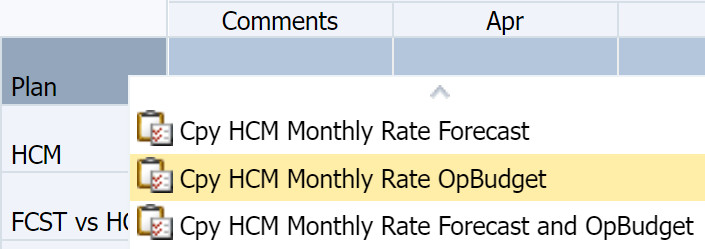 Comments Apr
Plan
Cpy HCM Monthly Rate Forecast
HCM
Cpy HCM Monthly Rate OpBudget
FCST vs
Cpy HCM Monthly Rate Forecast and OpBudget